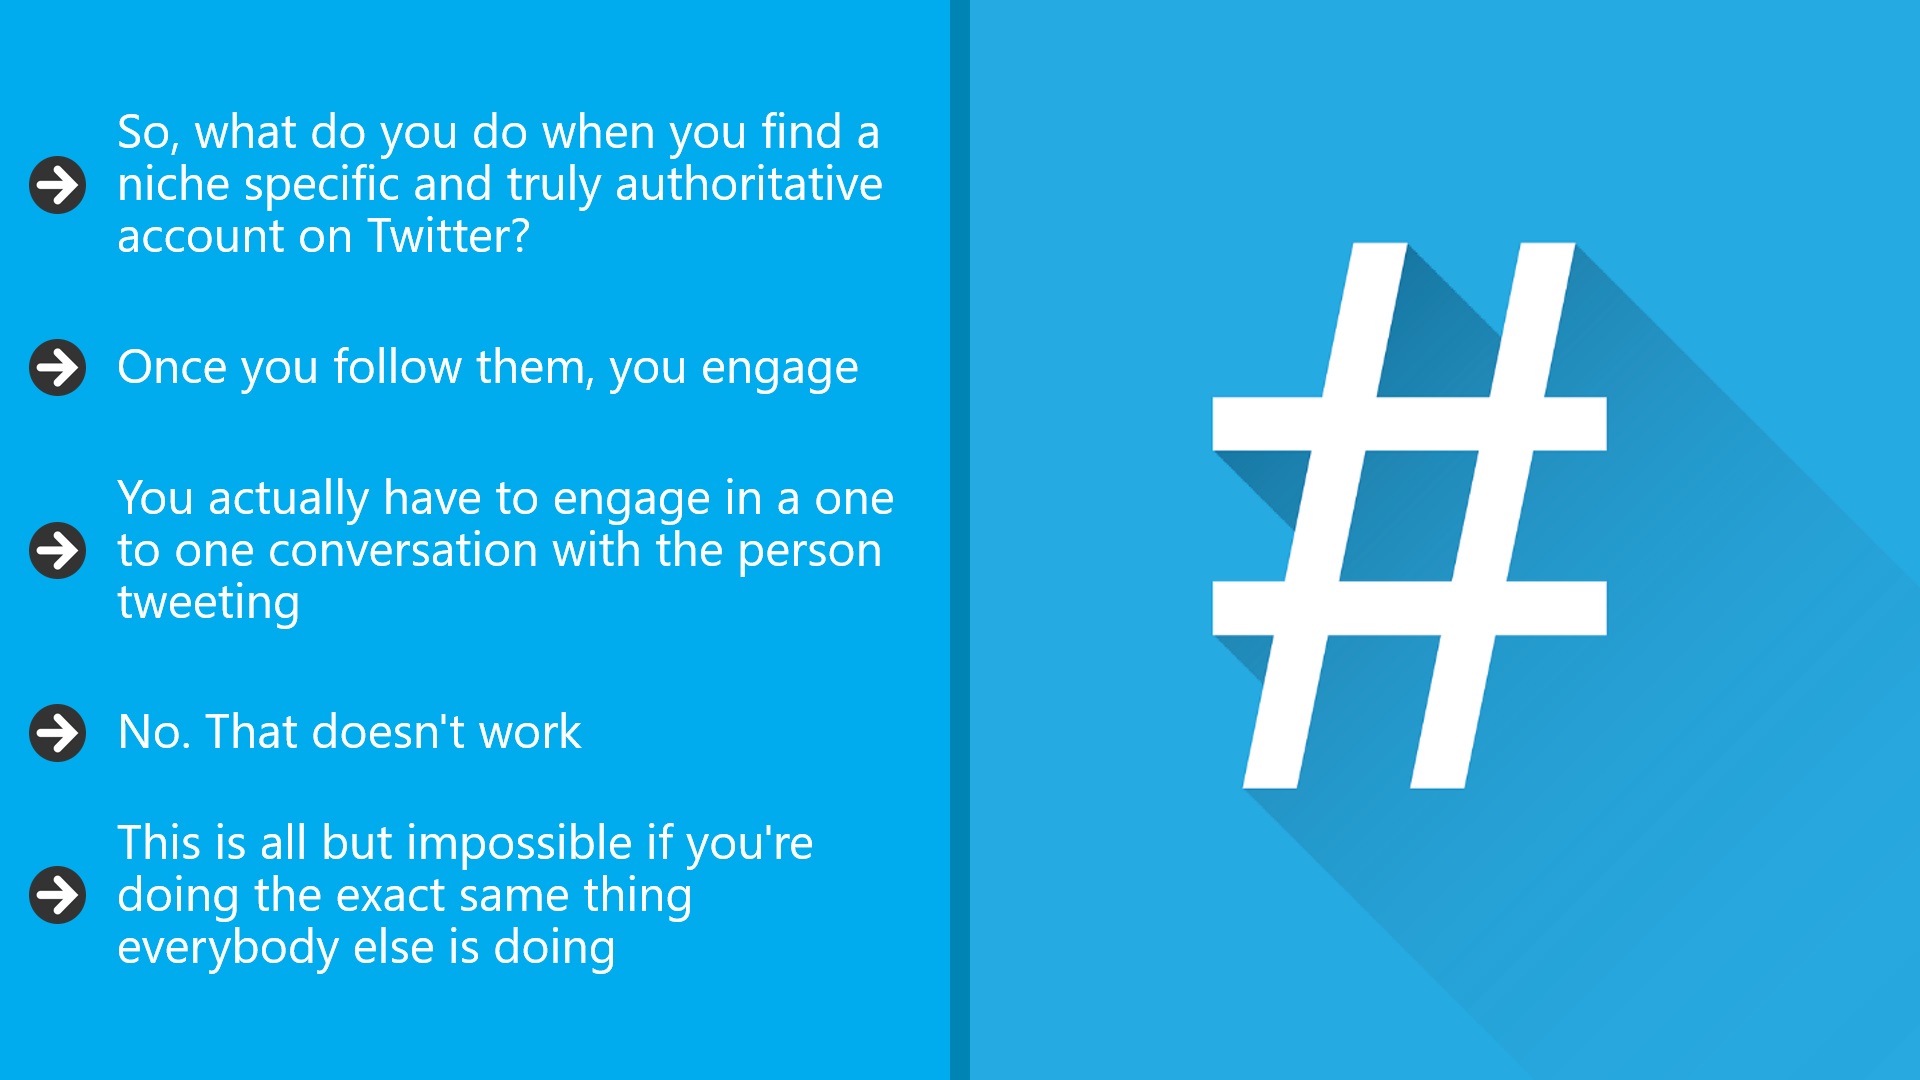 So, what do you do when you find a
niche specific and truly authoritative
account on Twitter?
Once you follow them, you engage
You actually have to engage in a one
to one conversation with the person
tweeting
No. That doesn't work
This is all but impossible if you're
doing the exact same thing
everybody else is doing
#